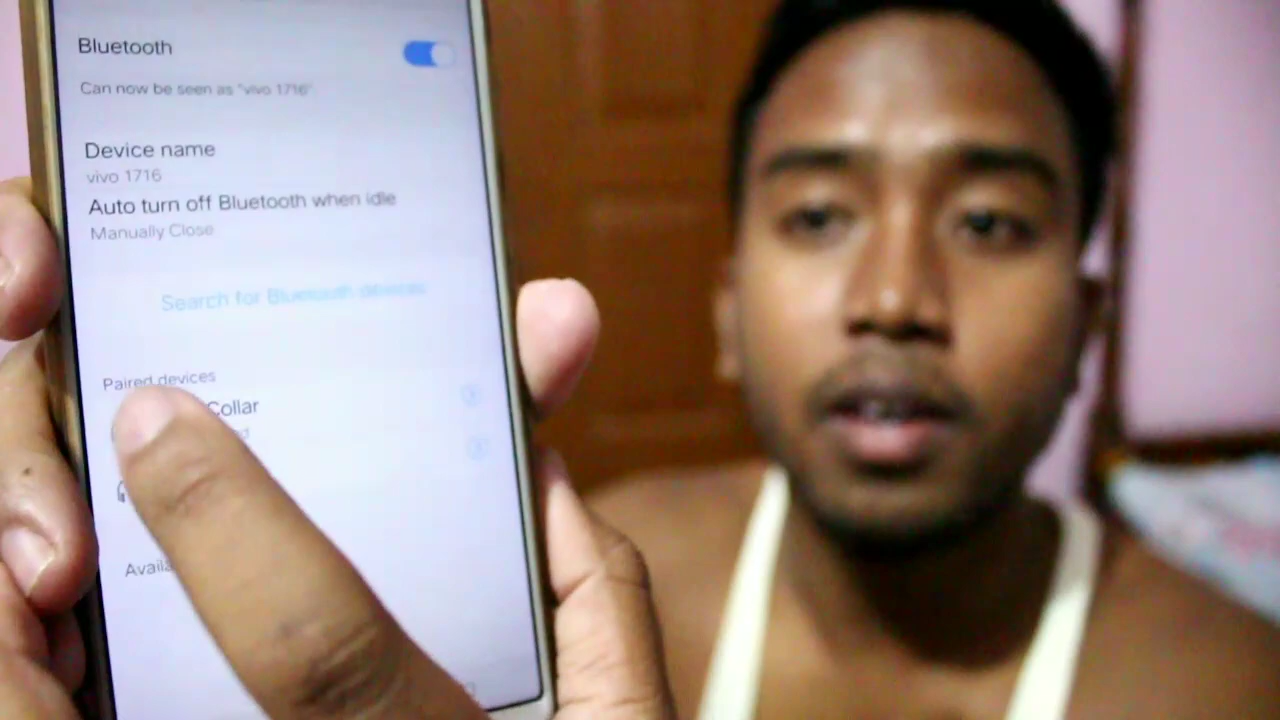 Bluetooth
Can now be seen as "vivo 1716"
Device name
vivo 1716
Auto turn off Bluetooth when idle
Manually Close
Search for Bluetooth devices
Paired devices
Collar